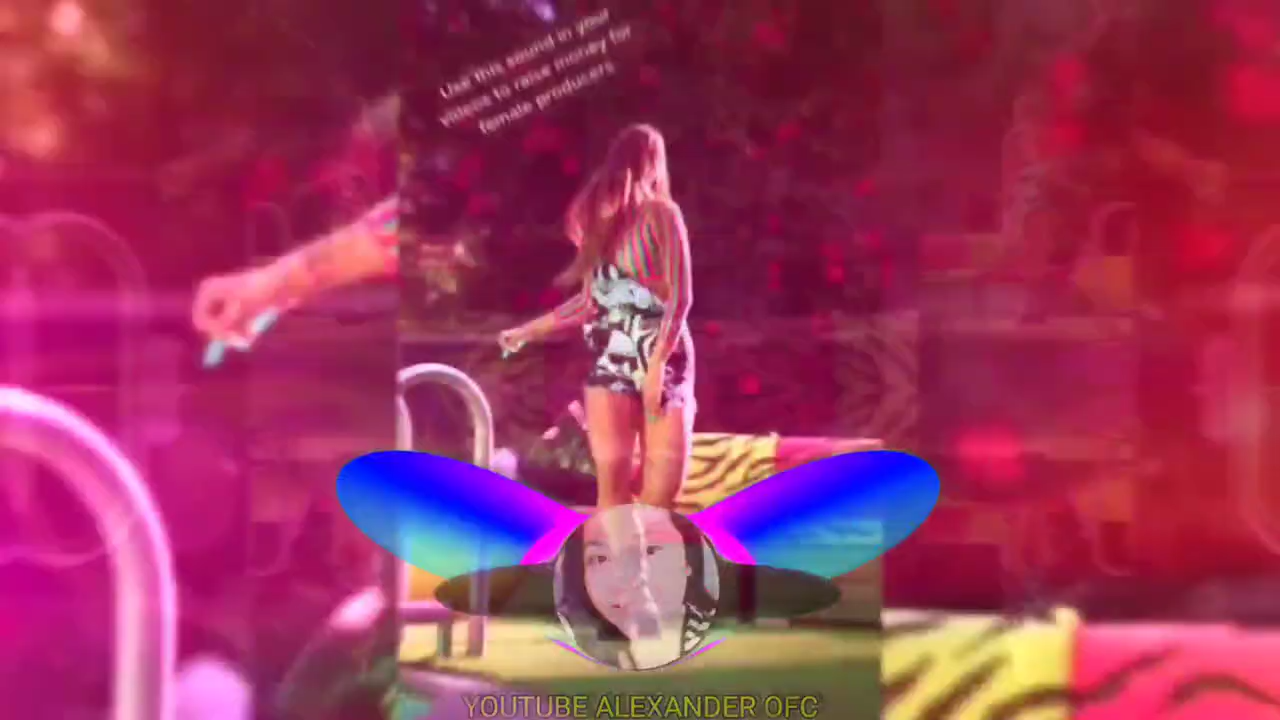 Use this sound in your
videos to raise money for
female producers
YOUTUBE ALEXANDER OFC